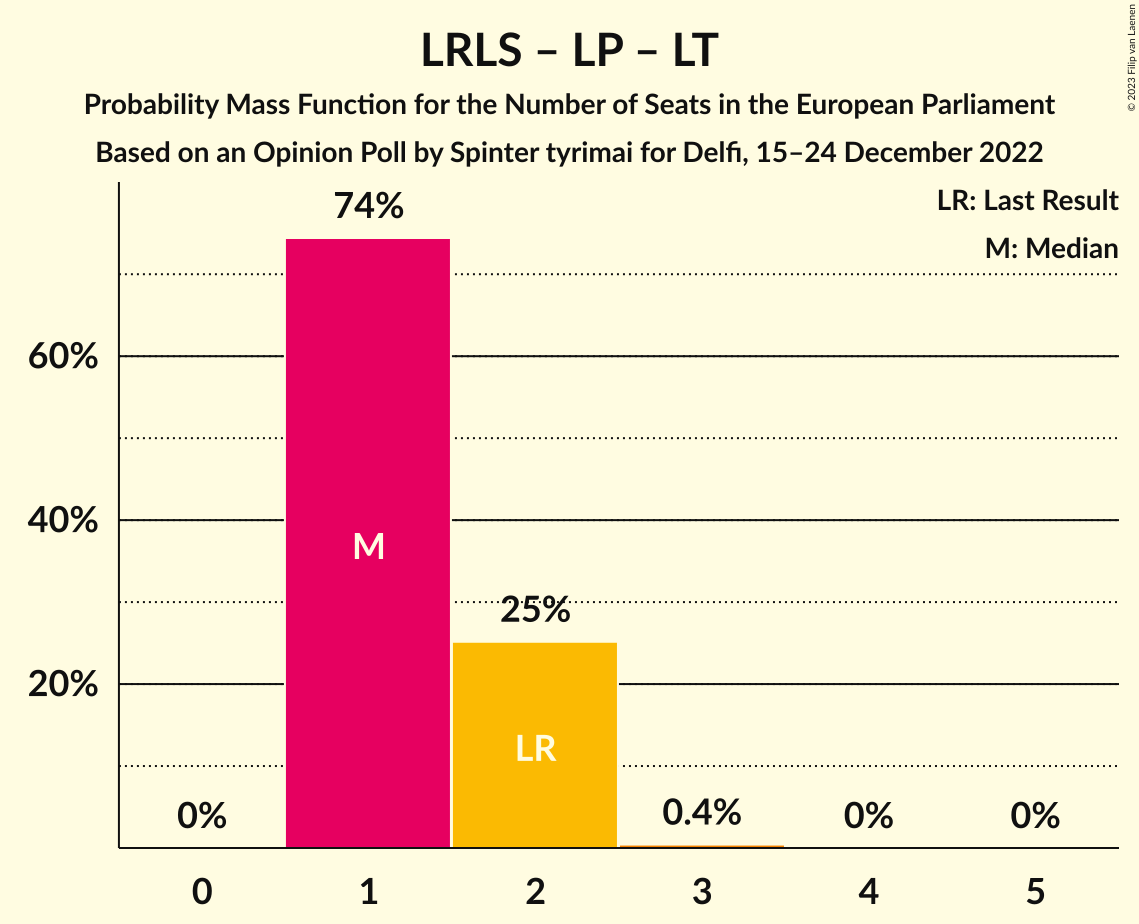 LRLS – LP – LT
Probability Mass Function for the Number of Seats in the European Parliament
Based on an Opinion Poll by Spinter tyrimai for Delfi, 15–24 December 2022
© 2023 Filip van Laenen
LR: Last Result
M: Median
74%
60%
40%
M
25%
20%
LR
0%
0.4%
0%
0%
0
1
2
3
4
5